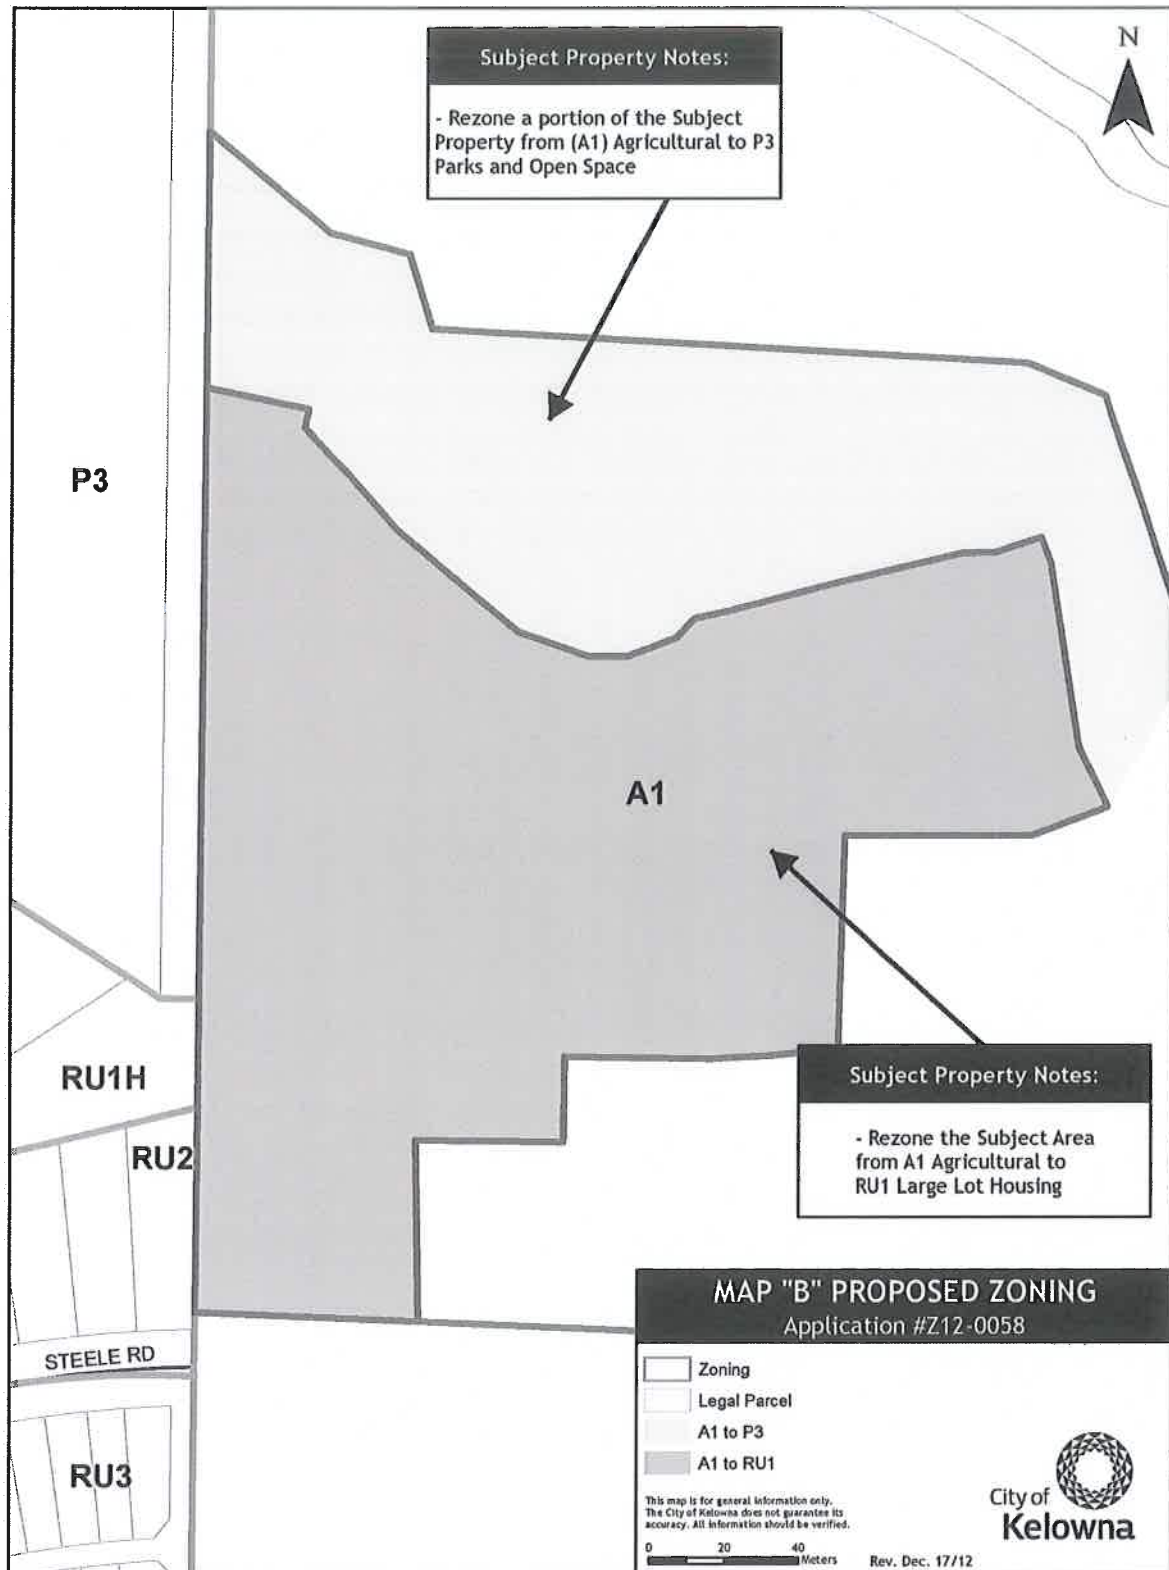 N
Subject Property Notes:
- Rezone a portion of the Subject
Property from (A1) Agricultural to P3
Parks and Open Space
P3
A1
RU1H
RU2
Subject Property Notes:
- Rezone the Subject Area
from A1 Agricultural to
RU1 Large Lot Housing
STEELE RD
RU3
MAP "B" PROPOSED ZONING
Application #Z12-0058
Zoning
Legal Parcel
A1 to P3
A1 to RU1
This map is for general information only.
The City of Kelowna does not guarantee its
accuracy. All information should be verified.
0 20 40
Meters
Rev. Dec. 17/12
City of
Kelowna